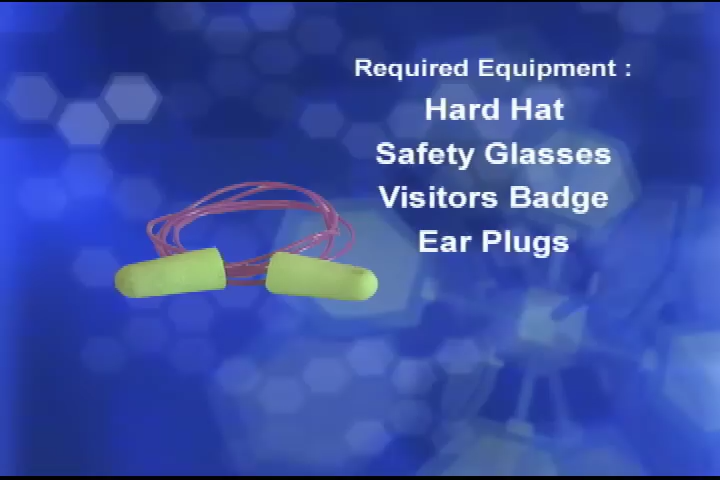 Required Equipment :
Hard Hat
Safety Glasses
Visitors Badge
Ear Plugs